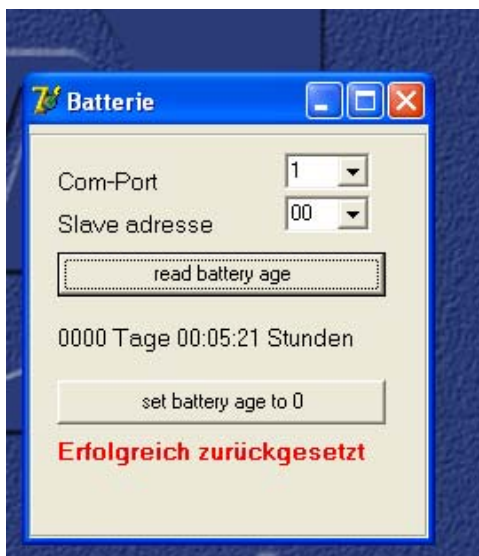 Batterie
Com-Port 1
Slave adresse 00
read battery age
0000 Tage 00:05:21 Stunden
set battery age to 0
Erfolgreich zurückgesetzt